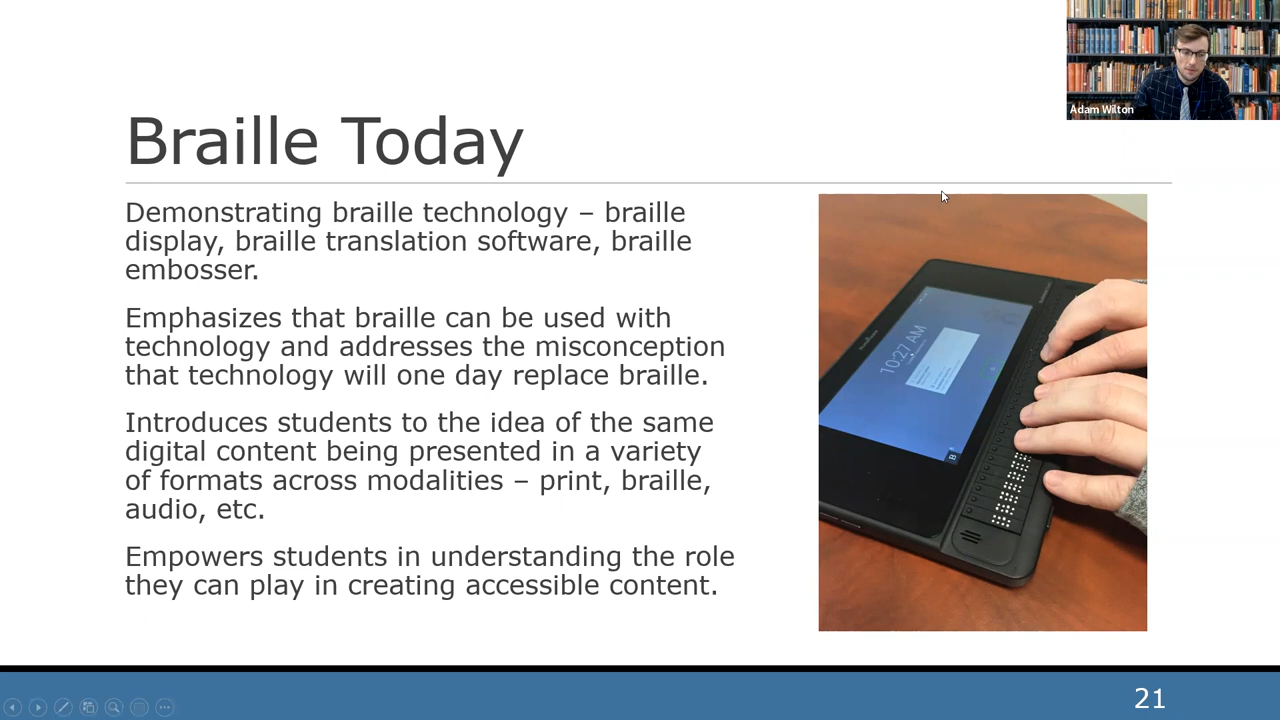 Adam Wilton
Braille Today
Demonstrating braille technology – braille
display, braille translation software, braille
embosser.
Emphasizes that braille can be used with
technology and addresses the misconception
that technology will one day replace braille.
Introduces students to the idea of the same
digital content being presented in a variety
of formats across modalities – print, braille,
audio, etc.
Empowers students in understanding the role
they can play in creating accessible content.
10:27 AM
21